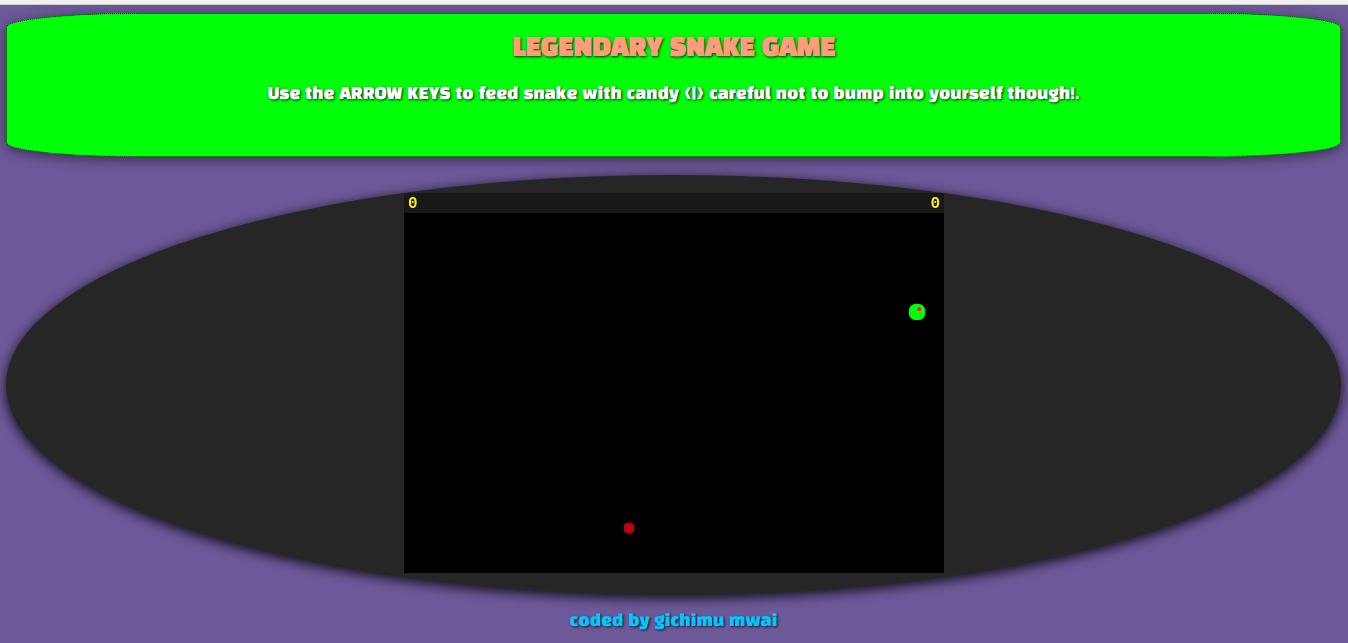 LEGENDARY SNAKE GAME
Use the ARROW KEYS to feed snake with candy (|) careful not to bump into yourself though!.
0 0
coded by gichimu mwai